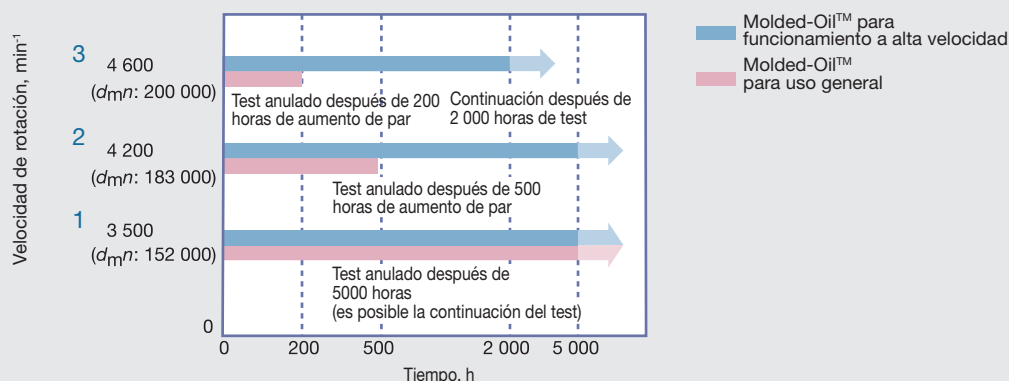 Velocidad de rotación, min-1
3
4 600
(dmn: 200 000)
Test anulado después de 200
horas de aumento de par
Continuación después de
2 000 horas de test
2
4 200
(dmn: 183 000)
Test anulado después de 500
horas de aumento de par
1
3 500
(dmn: 152 000)
Test anulado después de
5000 horas
(es posible la continuación del test)
0
0 200 500 2 000 5 000
Tiempo, h
Molded-Oil™ para
funcionamiento a alta velocidad
Molded-Oil™
para uso general